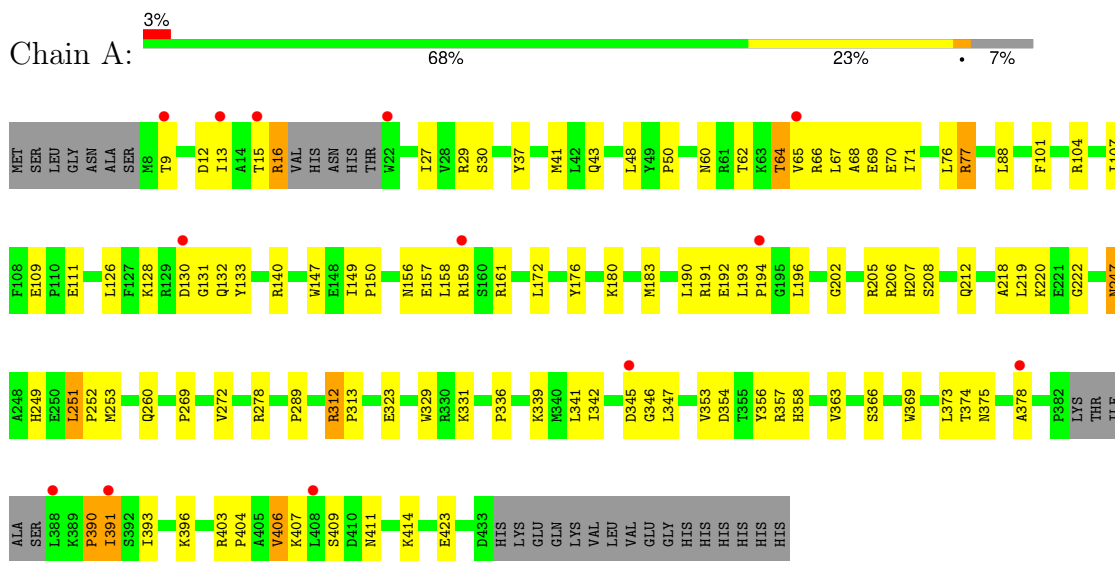 3%
Chain A:
68% 23% • 7%
MET SER LEU GLY ASN ALA SER M8 T9 D12 I13 A14 T15 R16 VAL HIS ASN HIS THR W22 I27 V28 R29 S30 Y37 M41 L42 Q43 L48 Y49 P50 N60 R61 T62 K63 T64 V65 R66 L67 A68 E69 E70 I71 L76 R77 L88 F101 R104 I107
F108 E109 P110 E111 L126 F127 K128 R129 D130 G131 Q132 Y133 R140 W147 E148 I149 P150 N156 E157 L158 R159 S160 R161 L172 Y176 K180 M183 L190 R191 E192 L193 P194 G195 L196 G202 R205 R206 H207 S208 Q212 A218 L219 K220 E221 G222 N247
A248 H249 E250 L251 P252 M253 Q260 P269 V272 R278 P289 R312 P313 E323 W329 R330 K331 P336 K339 M340 L341 I342 D345 G346 L347 V353 D354 T355 Y356 R357 H358 V363 S366 W369 L373 T374 N375 A378 P382 LYS THR ILE
ALA SER L388 K389 P390 I391 S392 I393 K396 R403 P404 A405 V406 K407 L408 S409 D410 N411 K414 E423 D433 HIS LYS GLU GLN LYS VAL LEU VAL GLU GLY HIS HIS HIS HIS HIS HIS